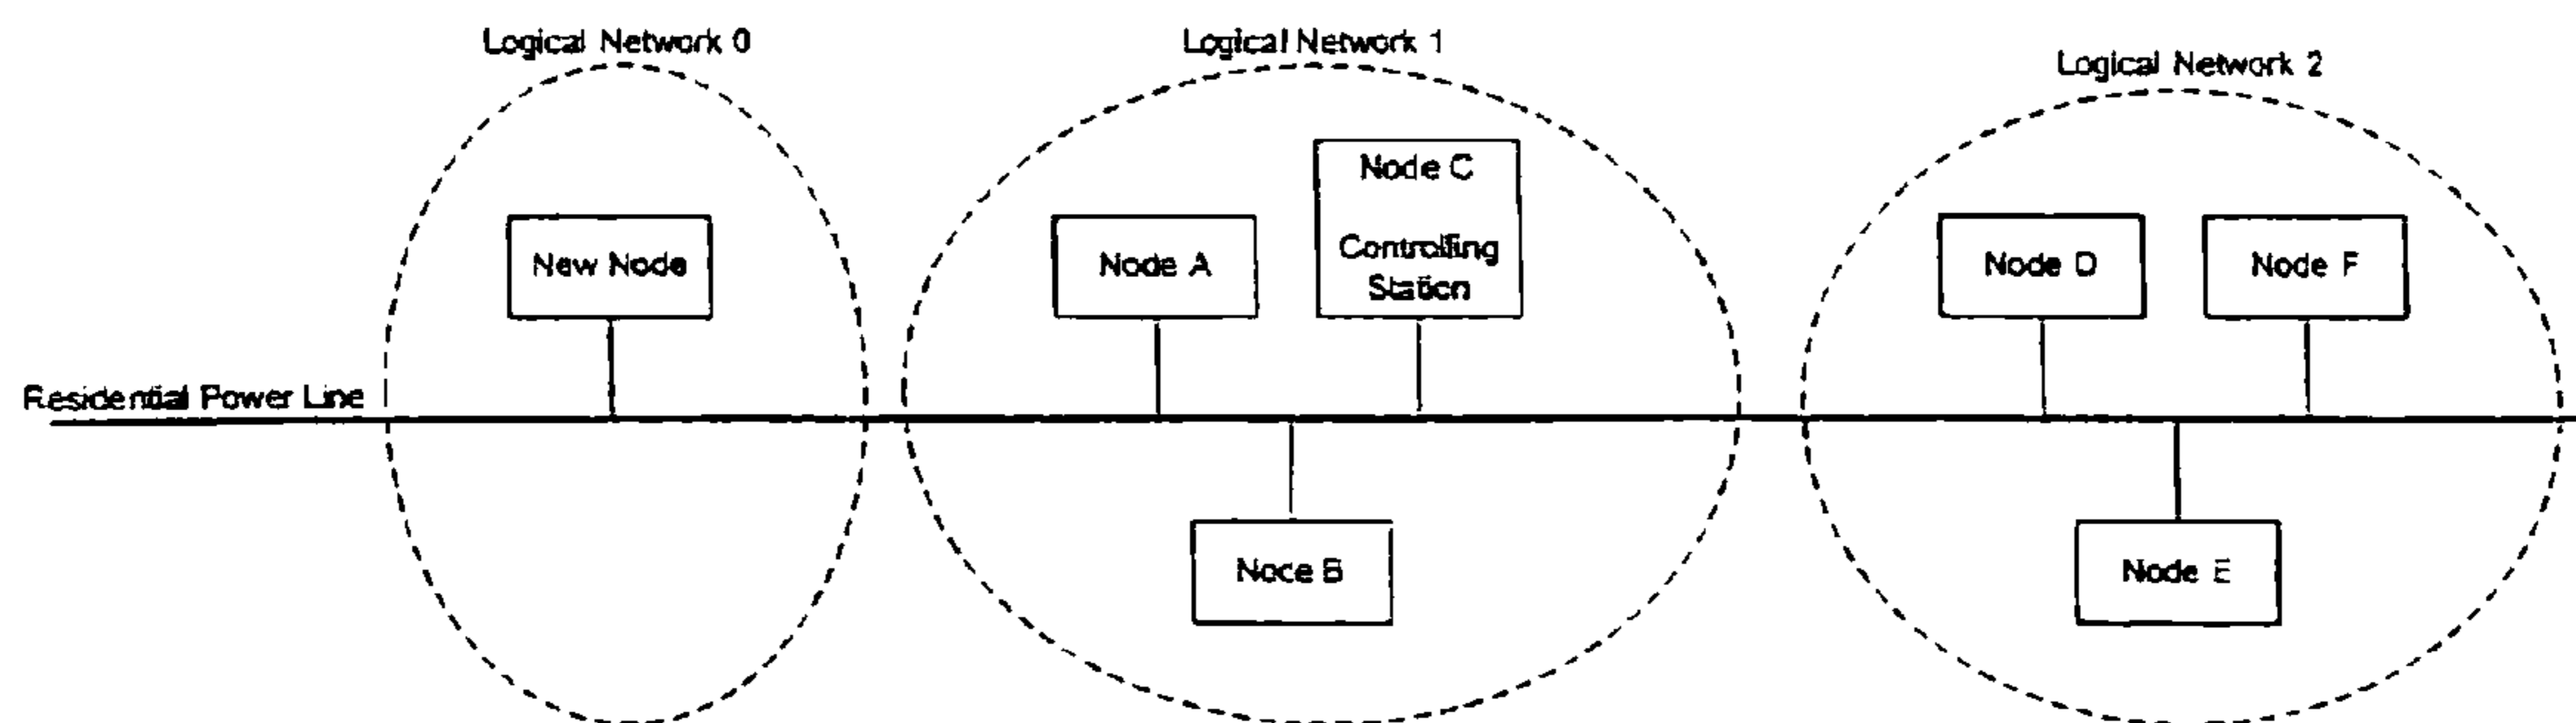 Logical Network 0
Logical Network 1
Logical Network 2
New Node
Node A
Node C
Controlling
Station
Node D
Node F
Residential Power Line
Node B
Node E